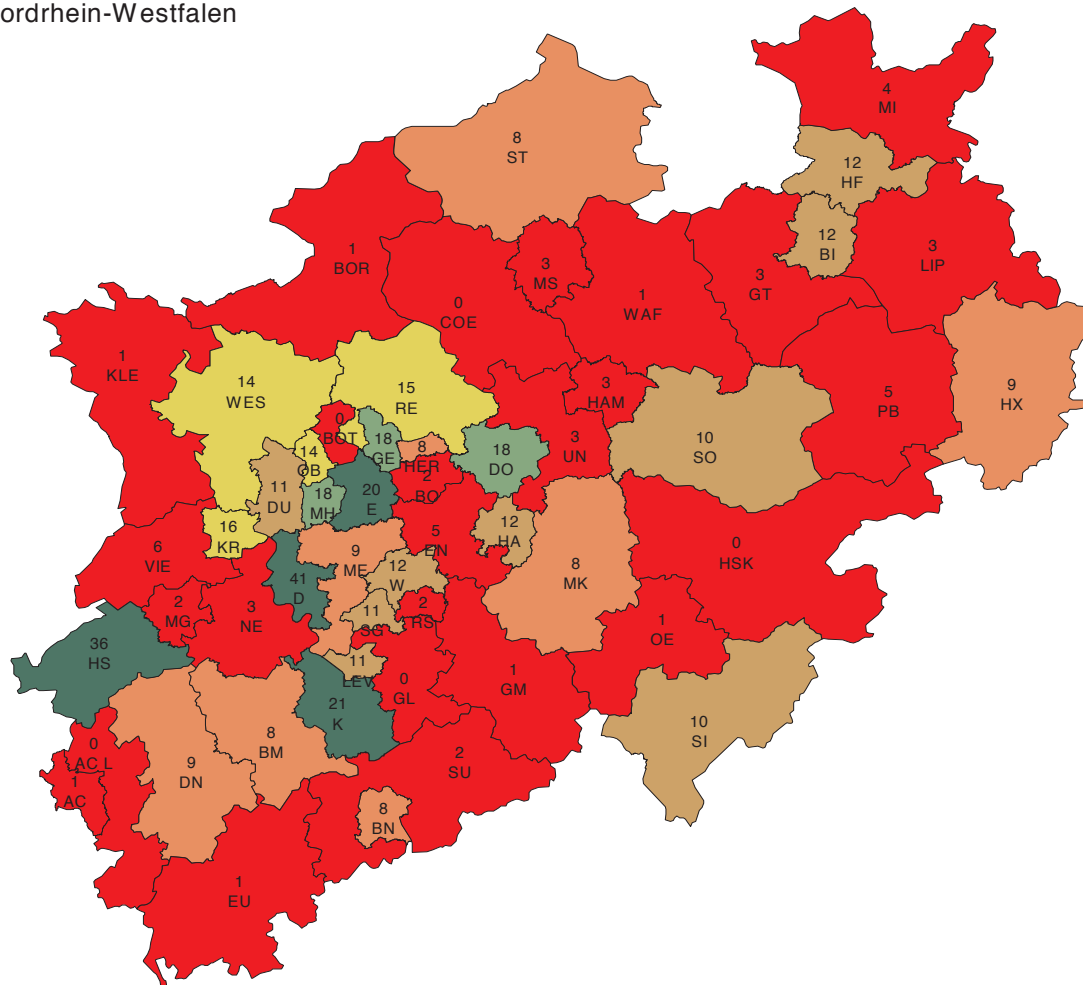 ordrhein-Westfalen
4
MI
8
ST
12
HF
12
BI
3
LIP
1
BOR
3
MS
3
GT
0
COE
1
WAF
1
KLE
14
WES
15
RE
3
HAM
5
PB
9
HX
0
BOT
18
GE
8
HER
18
DO
3
UN
10
SO
14
OB
2
BO
11
DU
18
MH
20
E
16
KR
12
HA
5
EN
6
VIE
9
ME
12
W
8
MK
0
HSK
41
D
2
MG
3
NE
11
SG
2
RS
1
OE
36
HS
11
LEV
0
GL
1
GM
21
K
10
SI
0
AC L
8
BM
2
SU
9
DN
1
AC
8
BN
1
EU